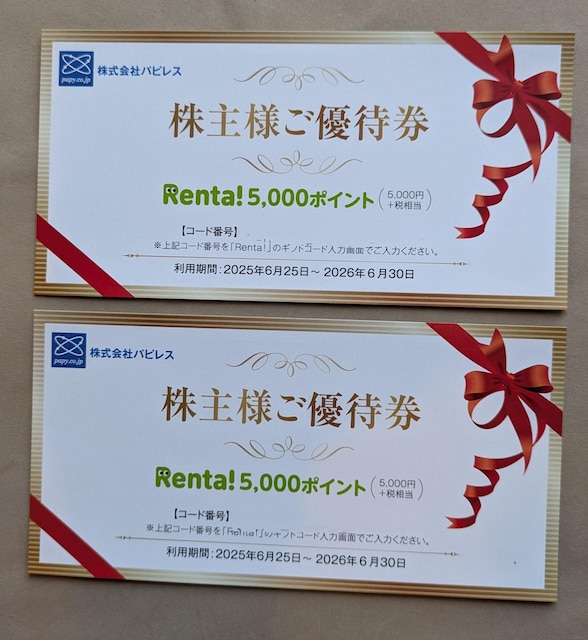 papy.co.jp
株式会社パピレス
株主様ご優待券
Renta! 5,000ポイント (5,000円+税相当)
【コード番号】
※上記コード番号を「Renta!」のギフトコード入力画面でご入力ください。
利用期間:2025年6月25日~2026年6月30日
papy.co.jp
株式会社パピレス
株主様ご優待券
Renta! 5,000ポイント (5,000円+税相当)
【コード番号】
※上記コード番号を「Renta!」のギフトコード入力画面でご入力ください。
利用期間:2025年6月25日~2026年6月30日